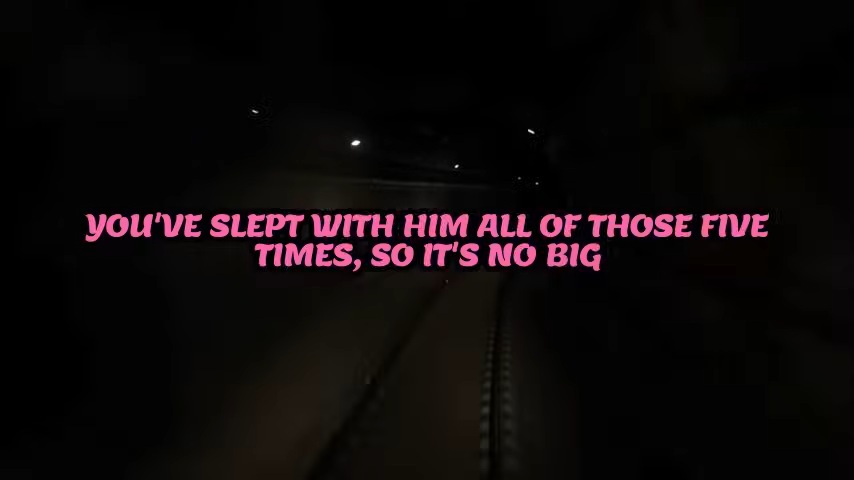 YOU'VE SLEPT WITH HIM ALL OF THOSE FIVE
TIMES, SO IT'S NO BIG